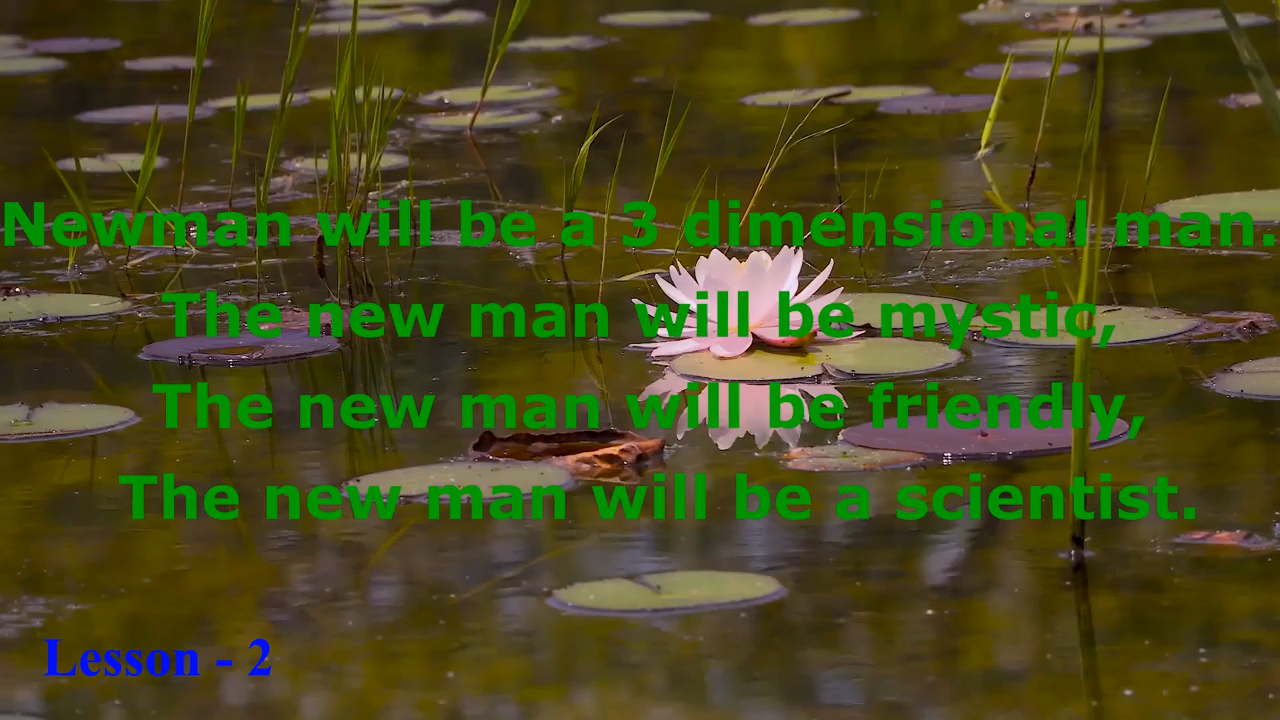 Newman will be a 3 dimensional man.
The new man will be mystic,
The new man will be friendly,
The new man will be a scientist.
Lesson - 2